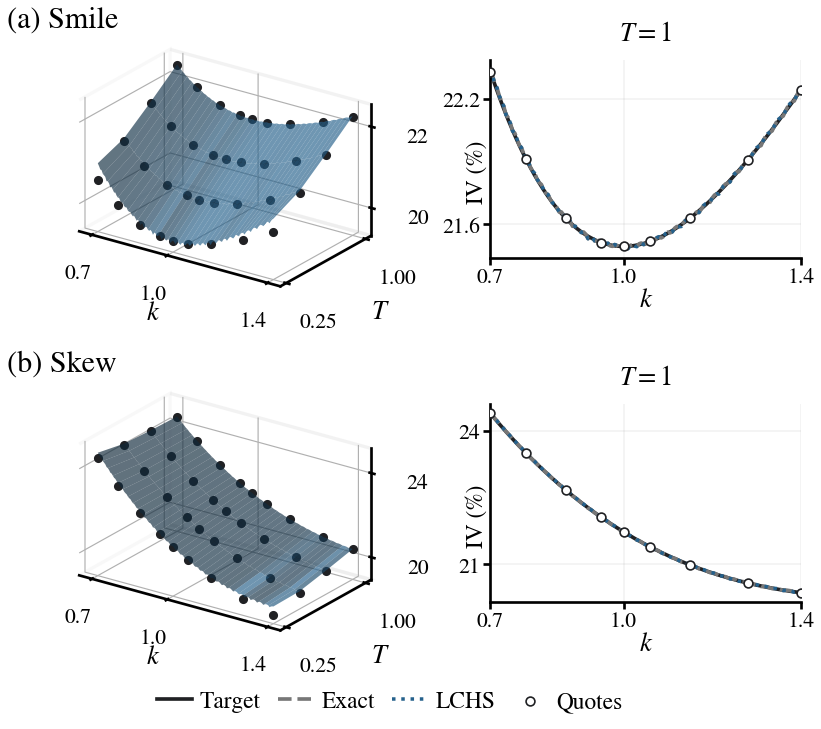 (a) Smile
T = 1
22
20
0.7
1.0
1.4
k
0.25
1.00
T
IV (%)
22.2
21.6
0.7
1.0
1.4
k
(b) Skew
T = 1
24
20
0.7
1.0
1.4
k
0.25
1.00
T
IV (%)
24
21
0.7
1.0
1.4
k
Target
Exact
LCHS
Quotes